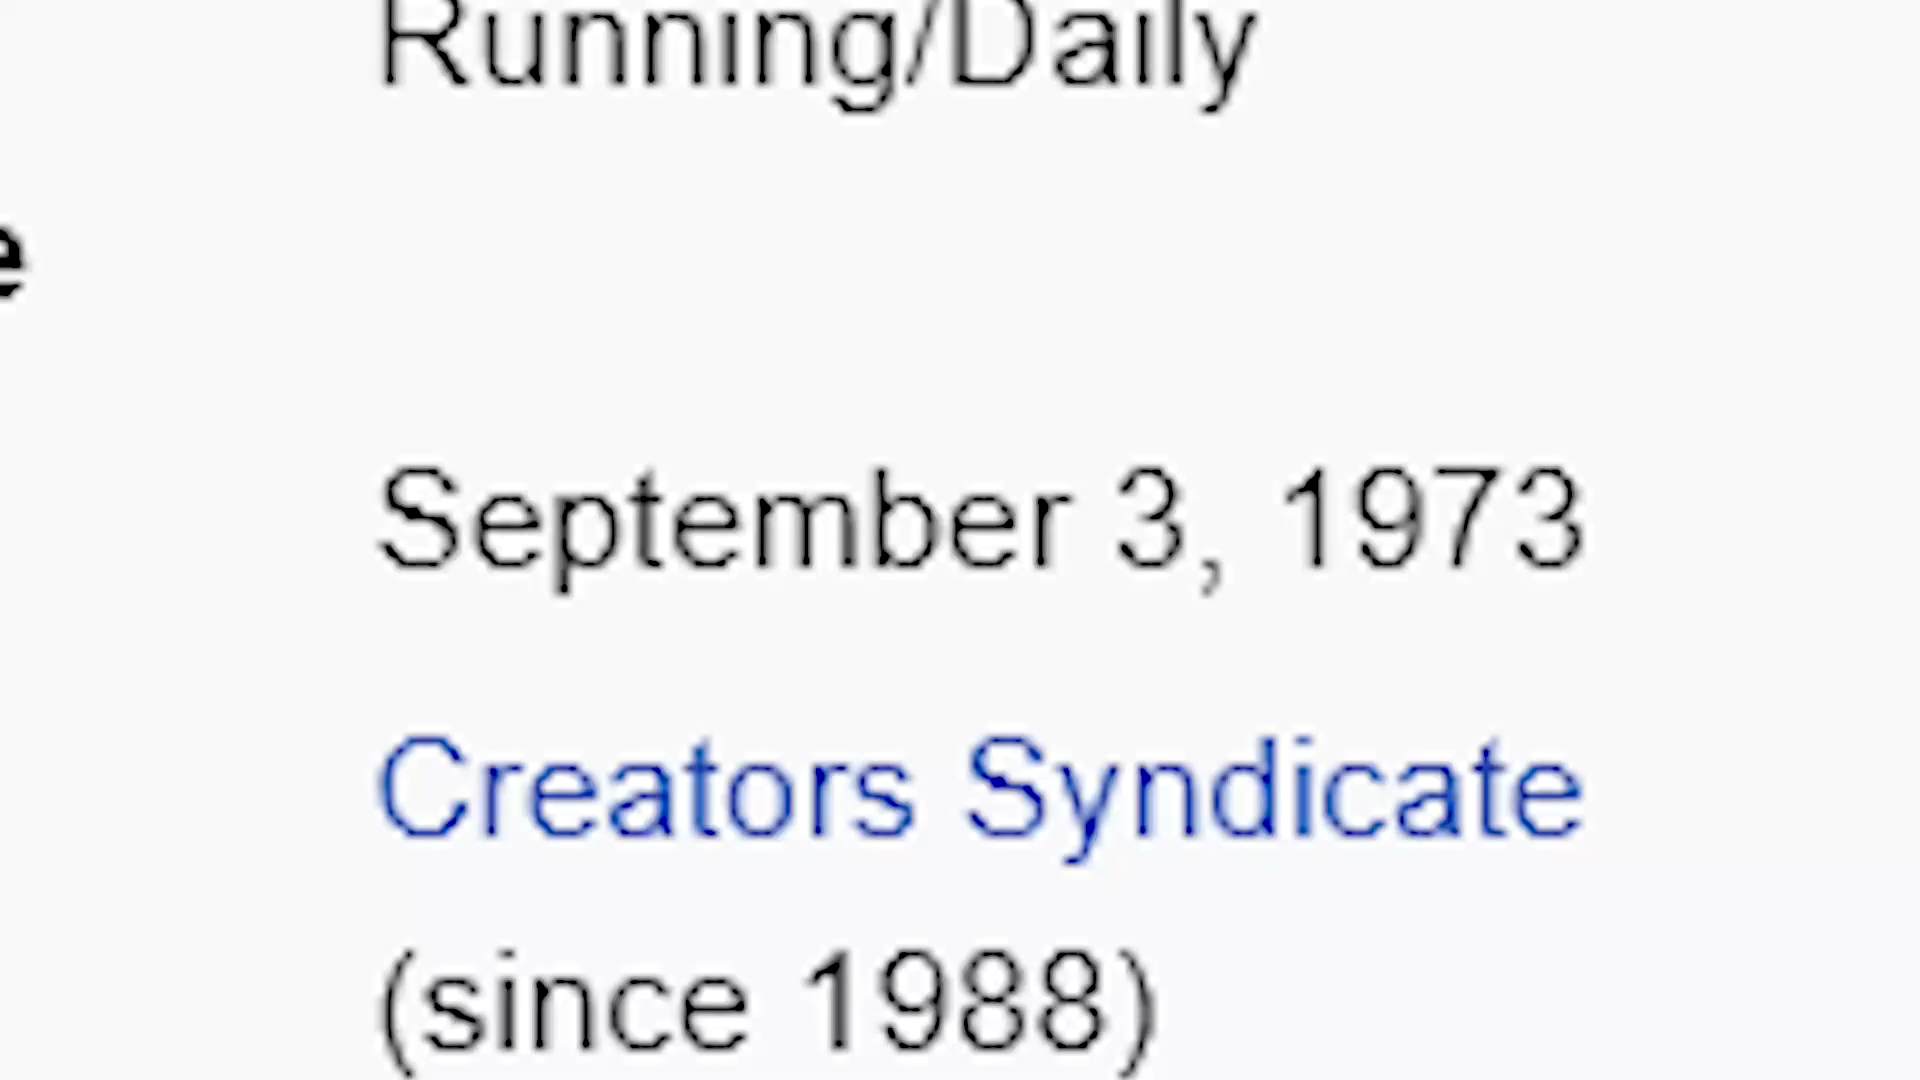 Running/Daily
e
September 3, 1973
Creators Syndicate
(since 1988)